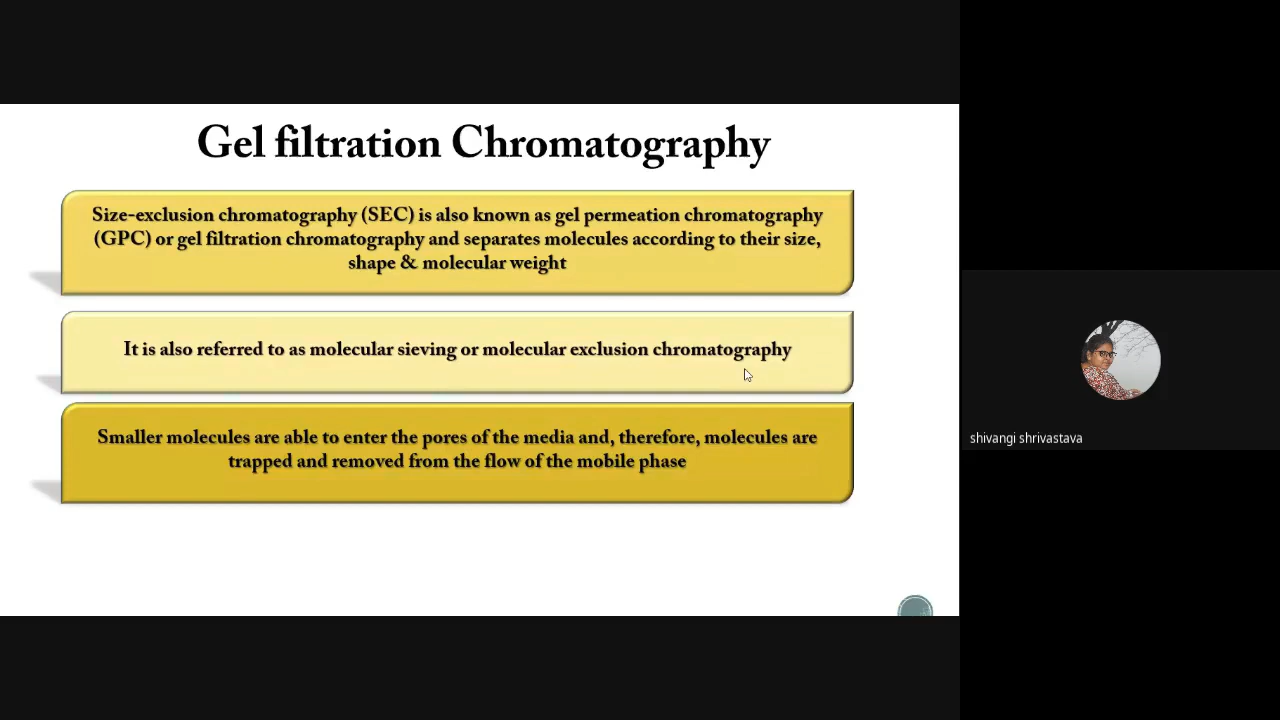 Gel filtration Chromatography
Size-exclusion chromatography (SEC) is also known as gel permeation chromatography
(GPC) or gel filtration chromatography and separates molecules according to their size,
shape & molecular weight
It is also referred to as molecular sieving or molecular exclusion chromatography
Smaller molecules are able to enter the pores of the media and, therefore, molecules are
trapped and removed from the flow of the mobile phase
shivangi shrivastava